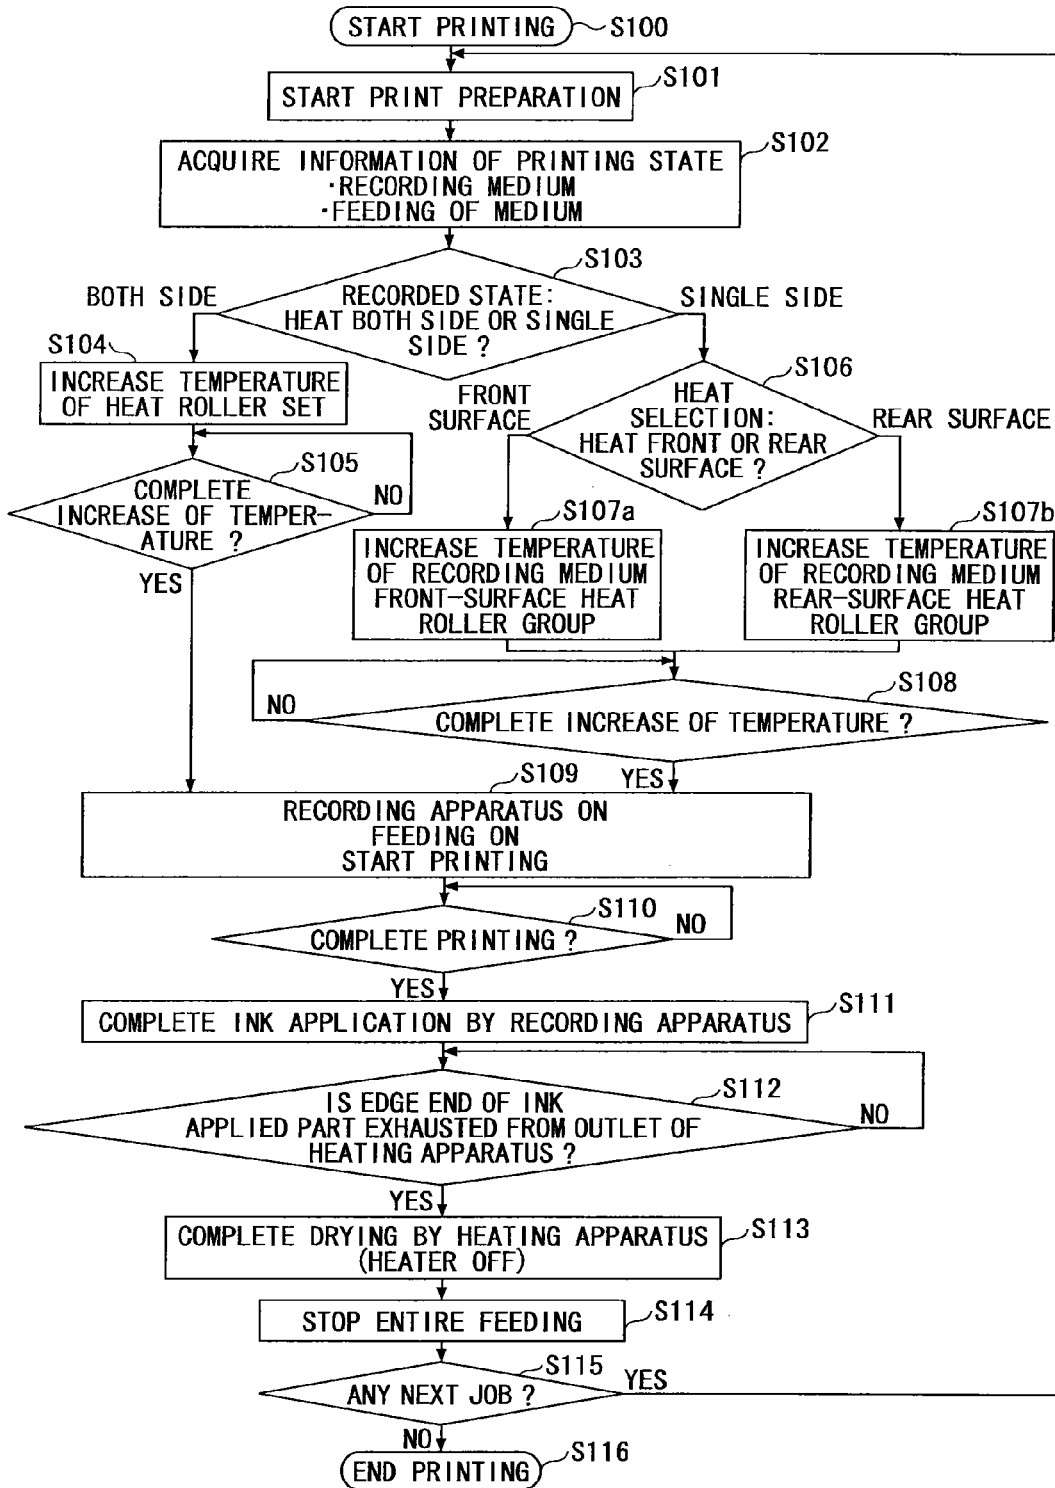 START PRINTING
S100
S101
START PRINT PREPARATION
S102
ACQUIRE INFORMATION OF PRINTING STATE
·RECORDING MEDIUM
·FEEDING OF MEDIUM
S103
BOTH SIDE
RECORDED STATE:
HEAT BOTH SIDE OR SINGLE
SIDE ?
SINGLE SIDE
S104
INCREASE TEMPERATURE
OF HEAT ROLLER SET
S105
COMPLETE
INCREASE OF TEMPER-
ATURE ?
NO
YES
S106
FRONT
SURFACE
HEAT
SELECTION:
HEAT FRONT OR REAR
SURFACE ?
REAR SURFACE
S107a
INCREASE TEMPERATURE
OF RECORDING MEDIUM
FRONT-SURFACE HEAT
ROLLER GROUP
S107b
INCREASE TEMPERATURE
OF RECORDING MEDIUM
REAR-SURFACE HEAT
ROLLER GROUP
S108
NO
COMPLETE INCREASE OF TEMPERATURE ?
YES
S109
RECORDING APPARATUS ON
FEEDING ON
START PRINTING
S110
COMPLETE PRINTING ?
NO
YES
S111
COMPLETE INK APPLICATION BY RECORDING APPARATUS
S112
IS EDGE END OF INK
APPLIED PART EXHAUSTED FROM OUTLET OF
HEATING APPARATUS ?
NO
YES
S113
COMPLETE DRYING BY HEATING APPARATUS
(HEATER OFF)
S114
STOP ENTIRE FEEDING
S115
ANY NEXT JOB ?
YES
NO
S116
END PRINTING